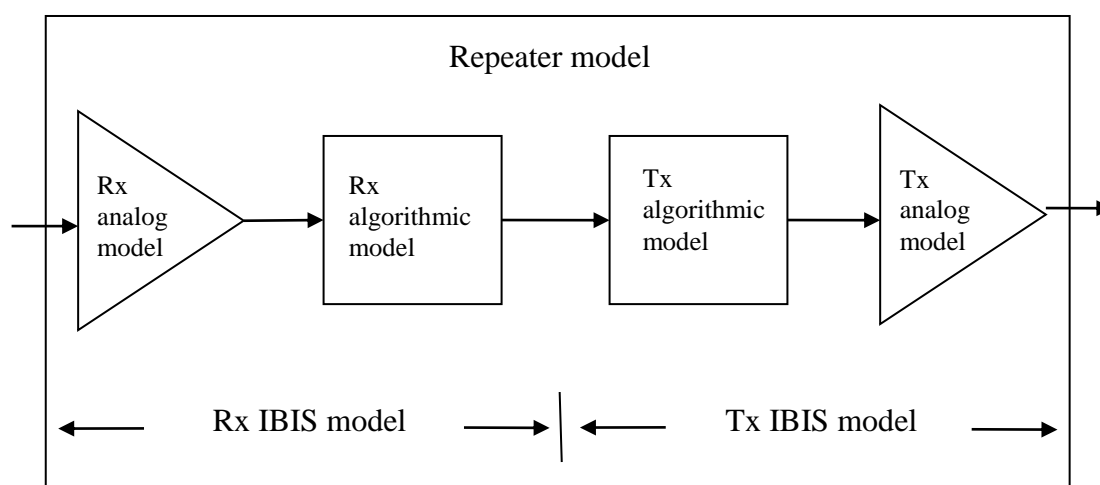 Repeater model
Rx
analog
model
Rx
algorithmic
model
Tx
algorithmic
model
Tx
analog
model
Rx IBIS model
Tx IBIS model